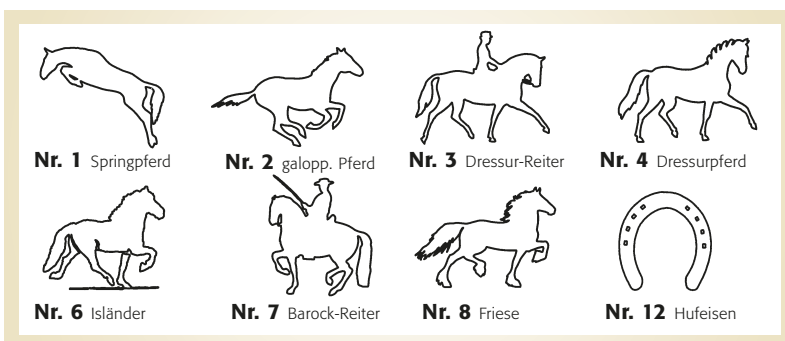 Nr. 1 Springpferd
Nr. 2 galopp. Pferd
Nr. 3 Dressur-Reiter
Nr. 4 Dressurpferd
Nr. 6 Isländer
Nr. 7 Barock-Reiter
Nr. 8 Friese
Nr. 12 Hufeisen